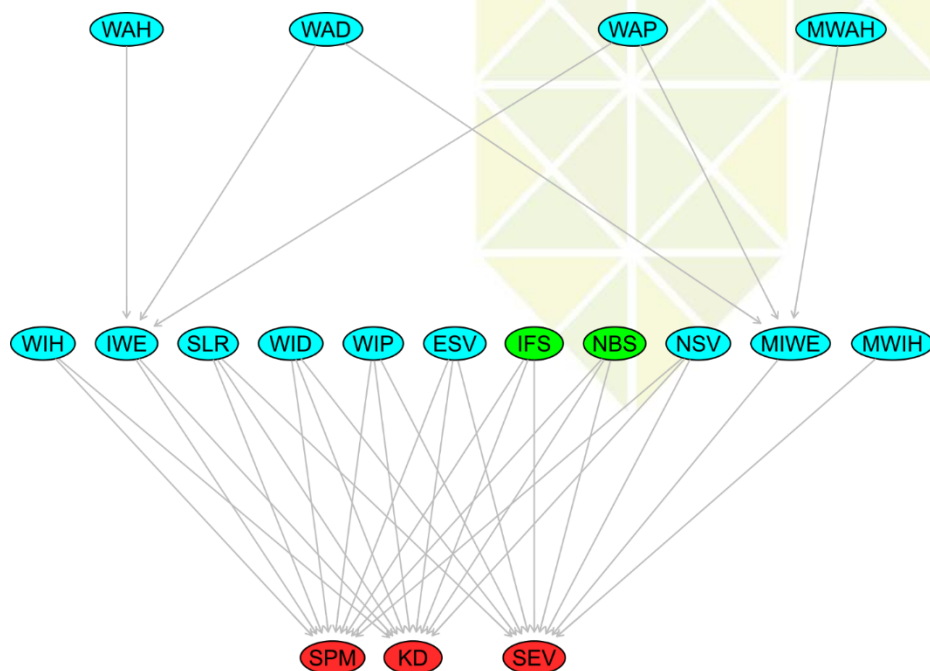 WAH WAD WAP MWAH
WIH IWE SLR WID WIP ESV IFS NBS NSV MIWE MWIH
SPM KD SEV